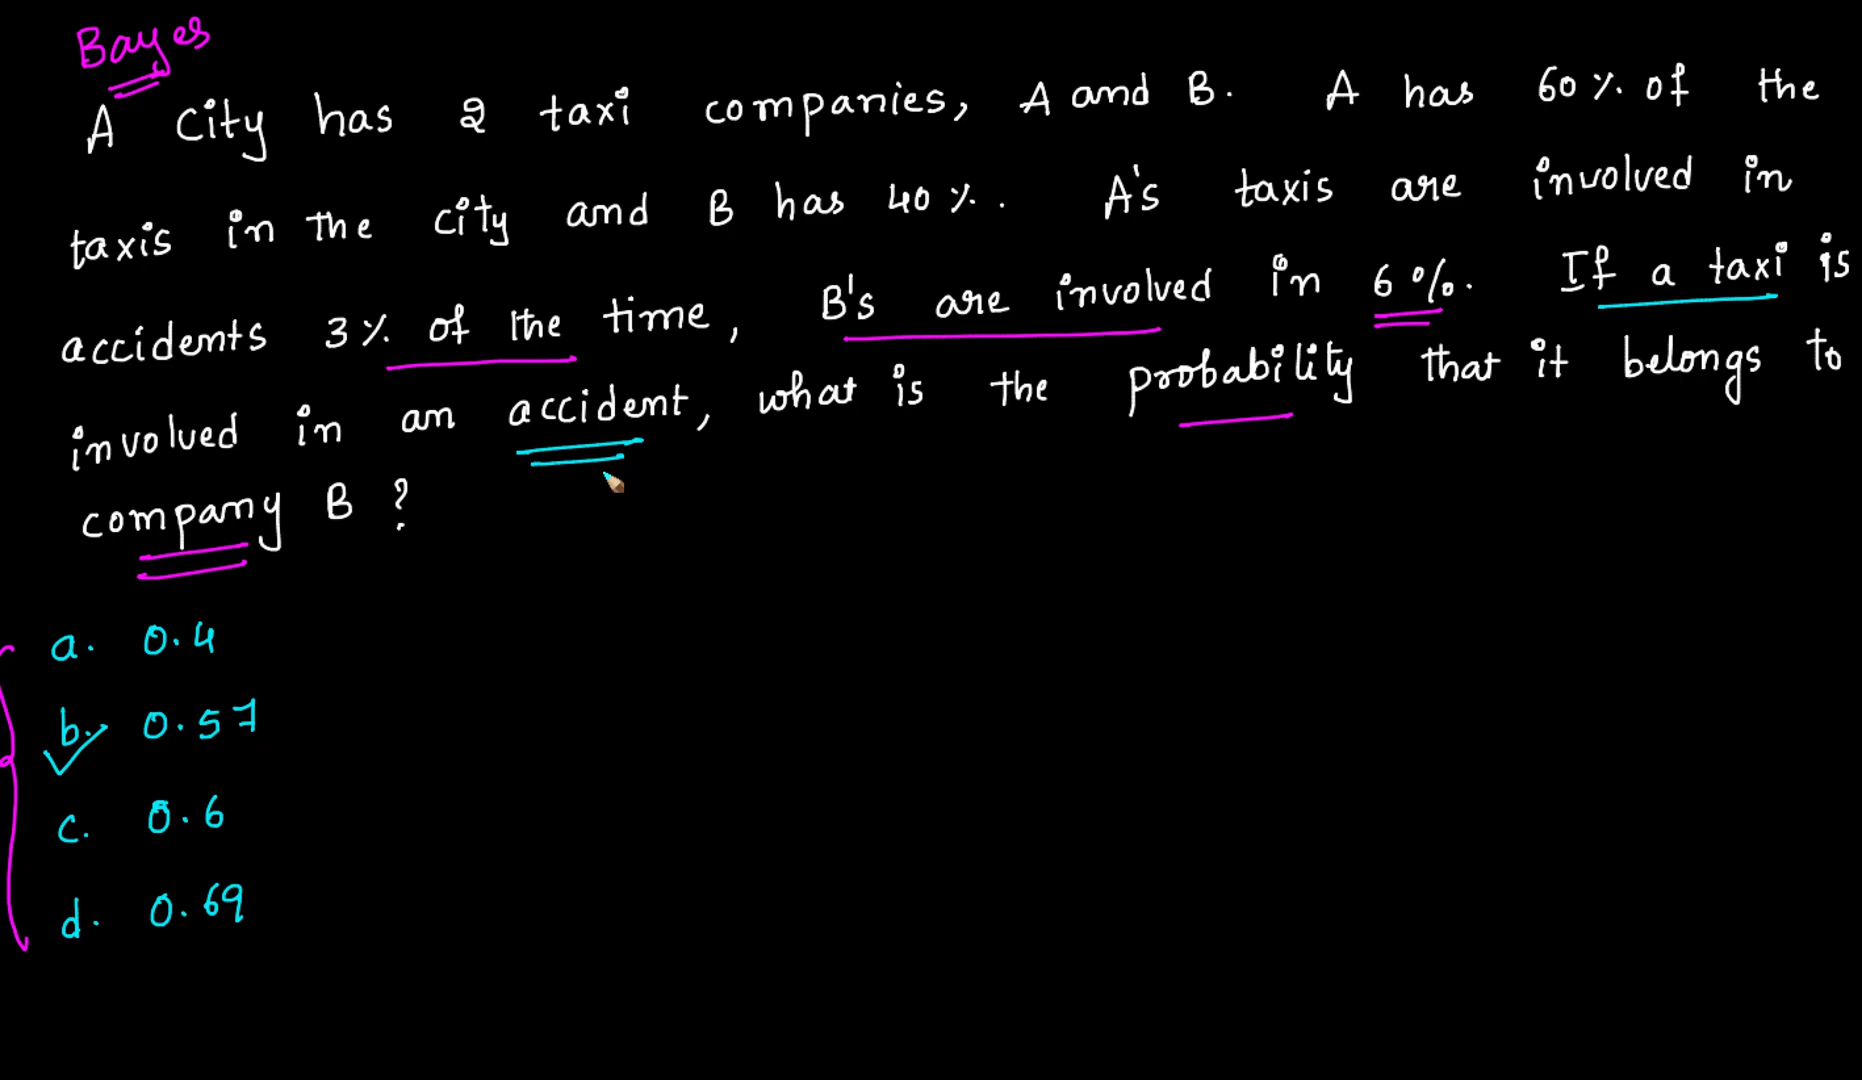 Bayes
A city has 2 taxi companies, A and B. A has 60 % of the
taxis in the city and B has 40 %. A's taxis are involved in
accidents 3 % of the time, B's are involved in 6 %. If a taxi is
involved in an accident, what is the probability that it belongs to
company B ?
a. 0.4
b. 0.57
c. 0.6
d. 0.69